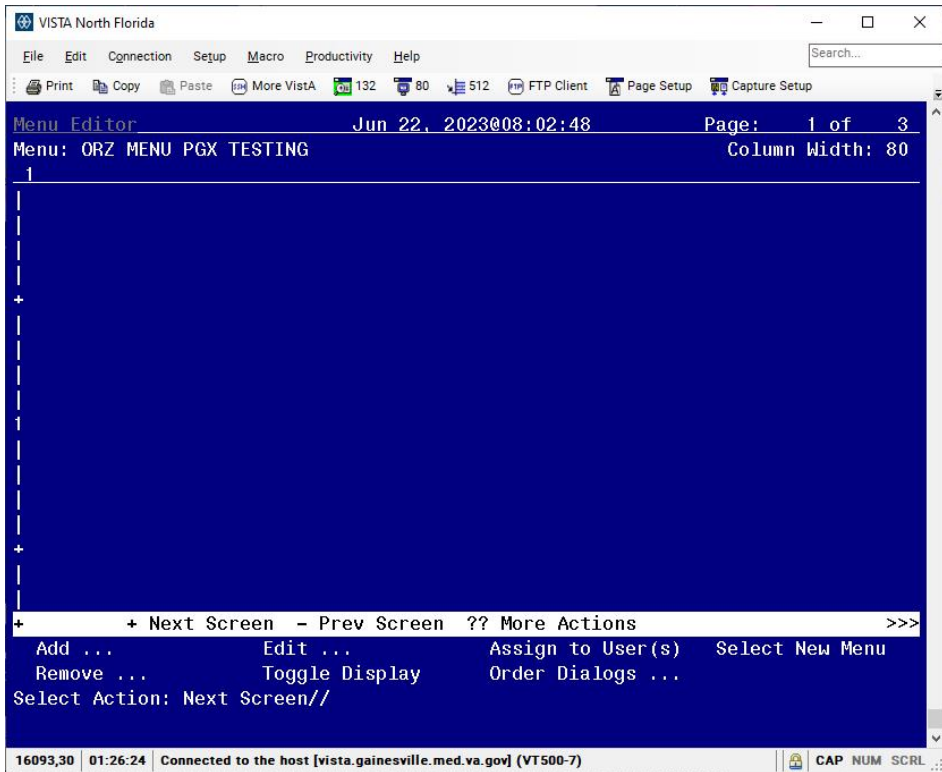 VISTA North Florida
File Edit Connection Setup Macro Productivity Help Search...
Print Copy Paste More VistA 132 80 512 FTP Client Page Setup Capture Setup
Menu Editor Jun 22, 2023@08:02:48 Page: 1 of 3
Menu: ORZ MENU PGX TESTING Column Width: 80
1
|
|
|
|
+
|
|
|
|
1
|
|
|
|
+
|
|
+ + Next Screen - Prev Screen ?? More Actions >>>
Add ... Edit ... Assign to User(s) Select New Menu
Remove ... Toggle Display Order Dialogs ...
Select Action: Next Screen//
16093,30 01:26:24 Connected to the host [vista.gainesville.med.va.gov] (VT500-7) CAP NUM SCRL